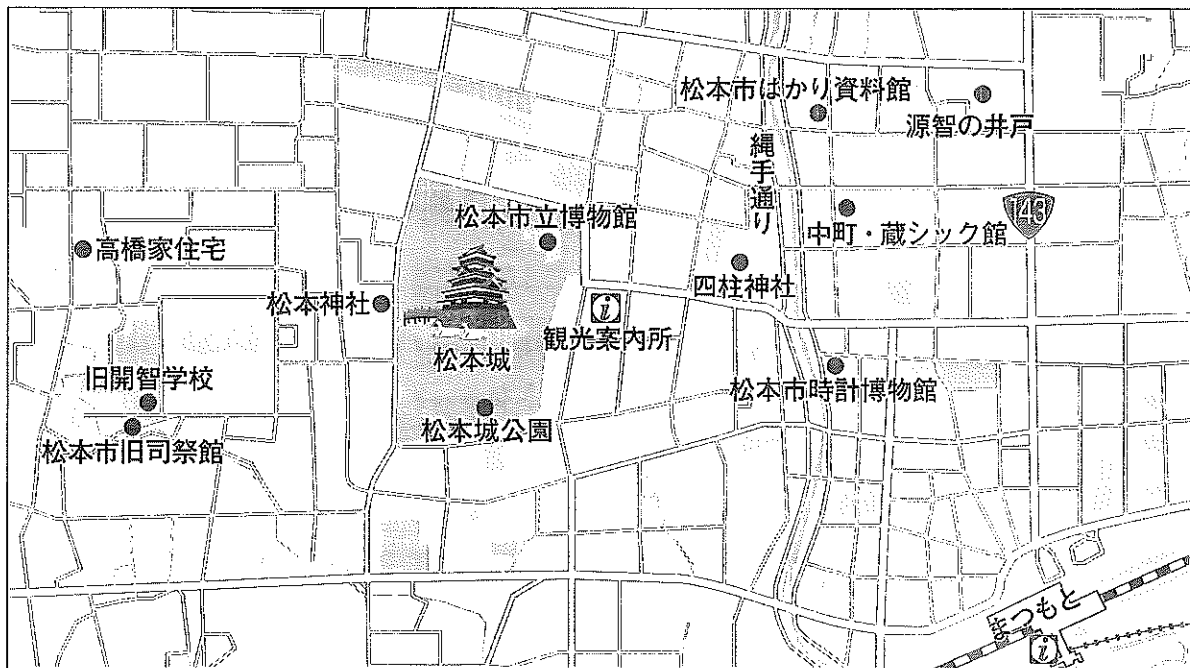 松本市はかり資料館
源智の井戸
縄手通り
143
松本市立博物館
中町・蔵シック館
高橋家住宅
四柱神社
松本神社
i
観光案内所
松本城
旧開智学校
松本市時計博物館
松本城公園
松本市旧司祭館
まつもと
i